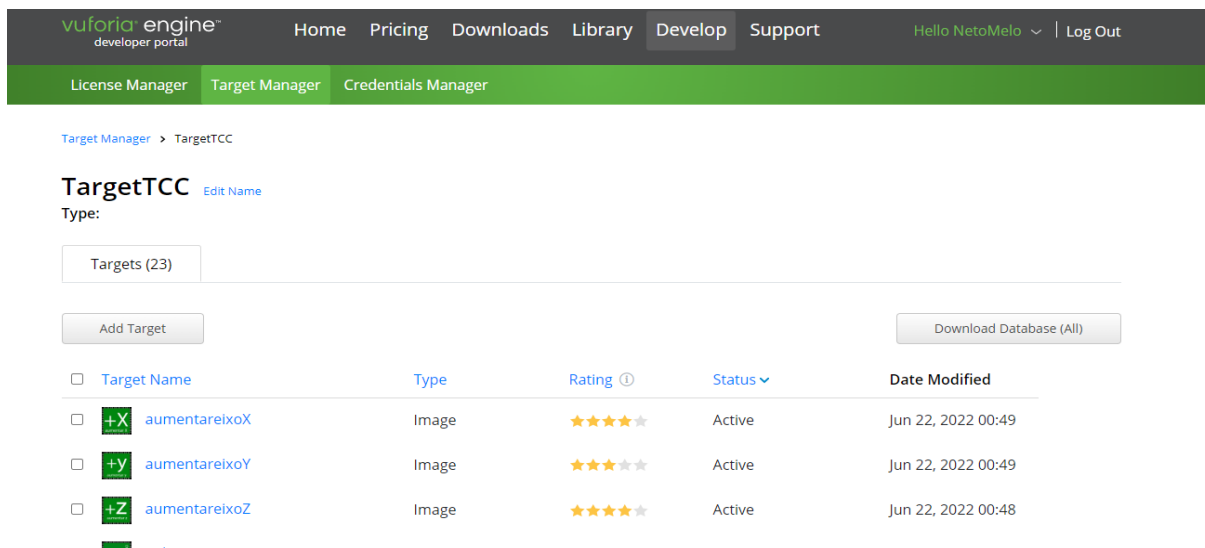 vuforia engine™
developer portal
Home Pricing Downloads Library Develop Support
Hello NetoMelo Log Out
License Manager Target Manager Credentials Manager
Target Manager > TargetTCC
TargetTCC Edit Name
Type:
Targets (23)
Add Target Download Database (All)
Target Name Type Rating Status Date Modified
+X aumentareixoX Image Active Jun 22, 2022 00:49
+y aumentareixoY Image Active Jun 22, 2022 00:49
+Z aumentareixoZ Image Active Jun 22, 2022 00:48